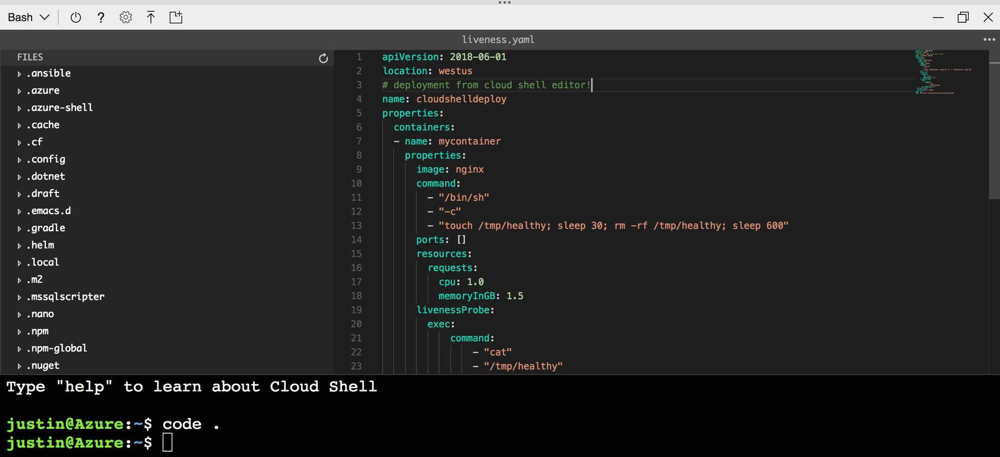 Bash
?
liveness.yaml
FILES
.ansible
.azure
.azure-shell
.cache
.cf
.config
.dotnet
.draft
.emacs.d
.gradle
.helm
.local
.m2
.mssqlscripter
.nano
.npm
.npm-global
.nuget
1 apiVersion: 2018-06-01
2 location: westus
3 # deployment from cloud shell editor!
4 name: cloudshelldeploy
5 properties:
6 containers:
7 - name: mycontainer
8 properties:
9 image: nginx
10 command:
11 - "/bin/sh"
12 - "-c"
13 - "touch /tmp/healthy; sleep 30; rm -rf /tmp/healthy; sleep 600"
14 ports: []
15 resources:
16 requests:
17 cpu: 1.0
18 memoryInGB: 1.5
19 livenessProbe:
20 exec:
21 command:
22 - "cat"
23 - "/tmp/healthy"
Type "help" to learn about Cloud Shell
justin@Azure:~$ code .
justin@Azure:~$